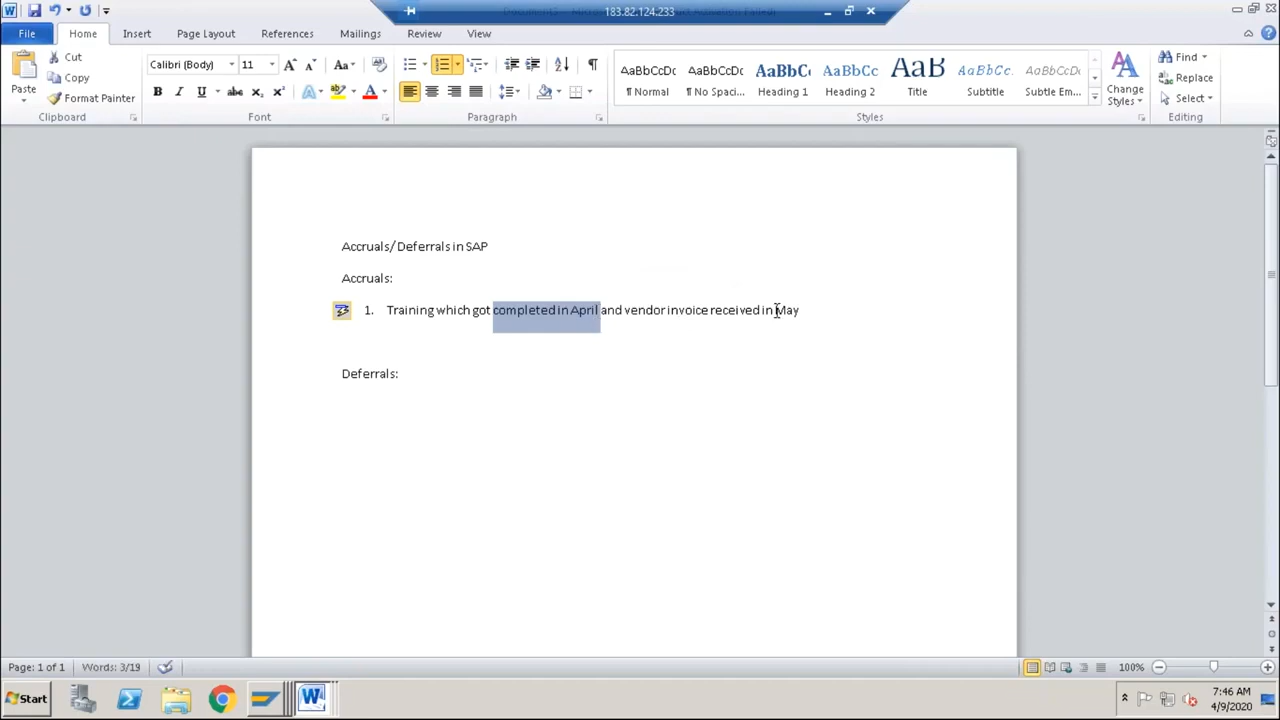 183.82.124.233
File Home Insert Page Layout References Mailings Review View
Paste Cut Copy Format Painter
Calibri (Body) 11
AaBbCcDc ¶ Normal
AaBbCcDc ¶ No Spaci...
AaBbC Heading 1
AaBbCc Heading 2
AaB Title
AaBbCc. Subtitle
AaBbCcDc Subtle Em...
Change Styles
Find Replace Select
Clipboard Font Paragraph Styles Editing
Accruals/ Deferrals in SAP
Accruals:
1. Training which got completed in April and vendor invoice received in May
Deferrals:
Page: 1 of 1 Words: 3/19 100%
Start 7:46 AM
4/9/2020